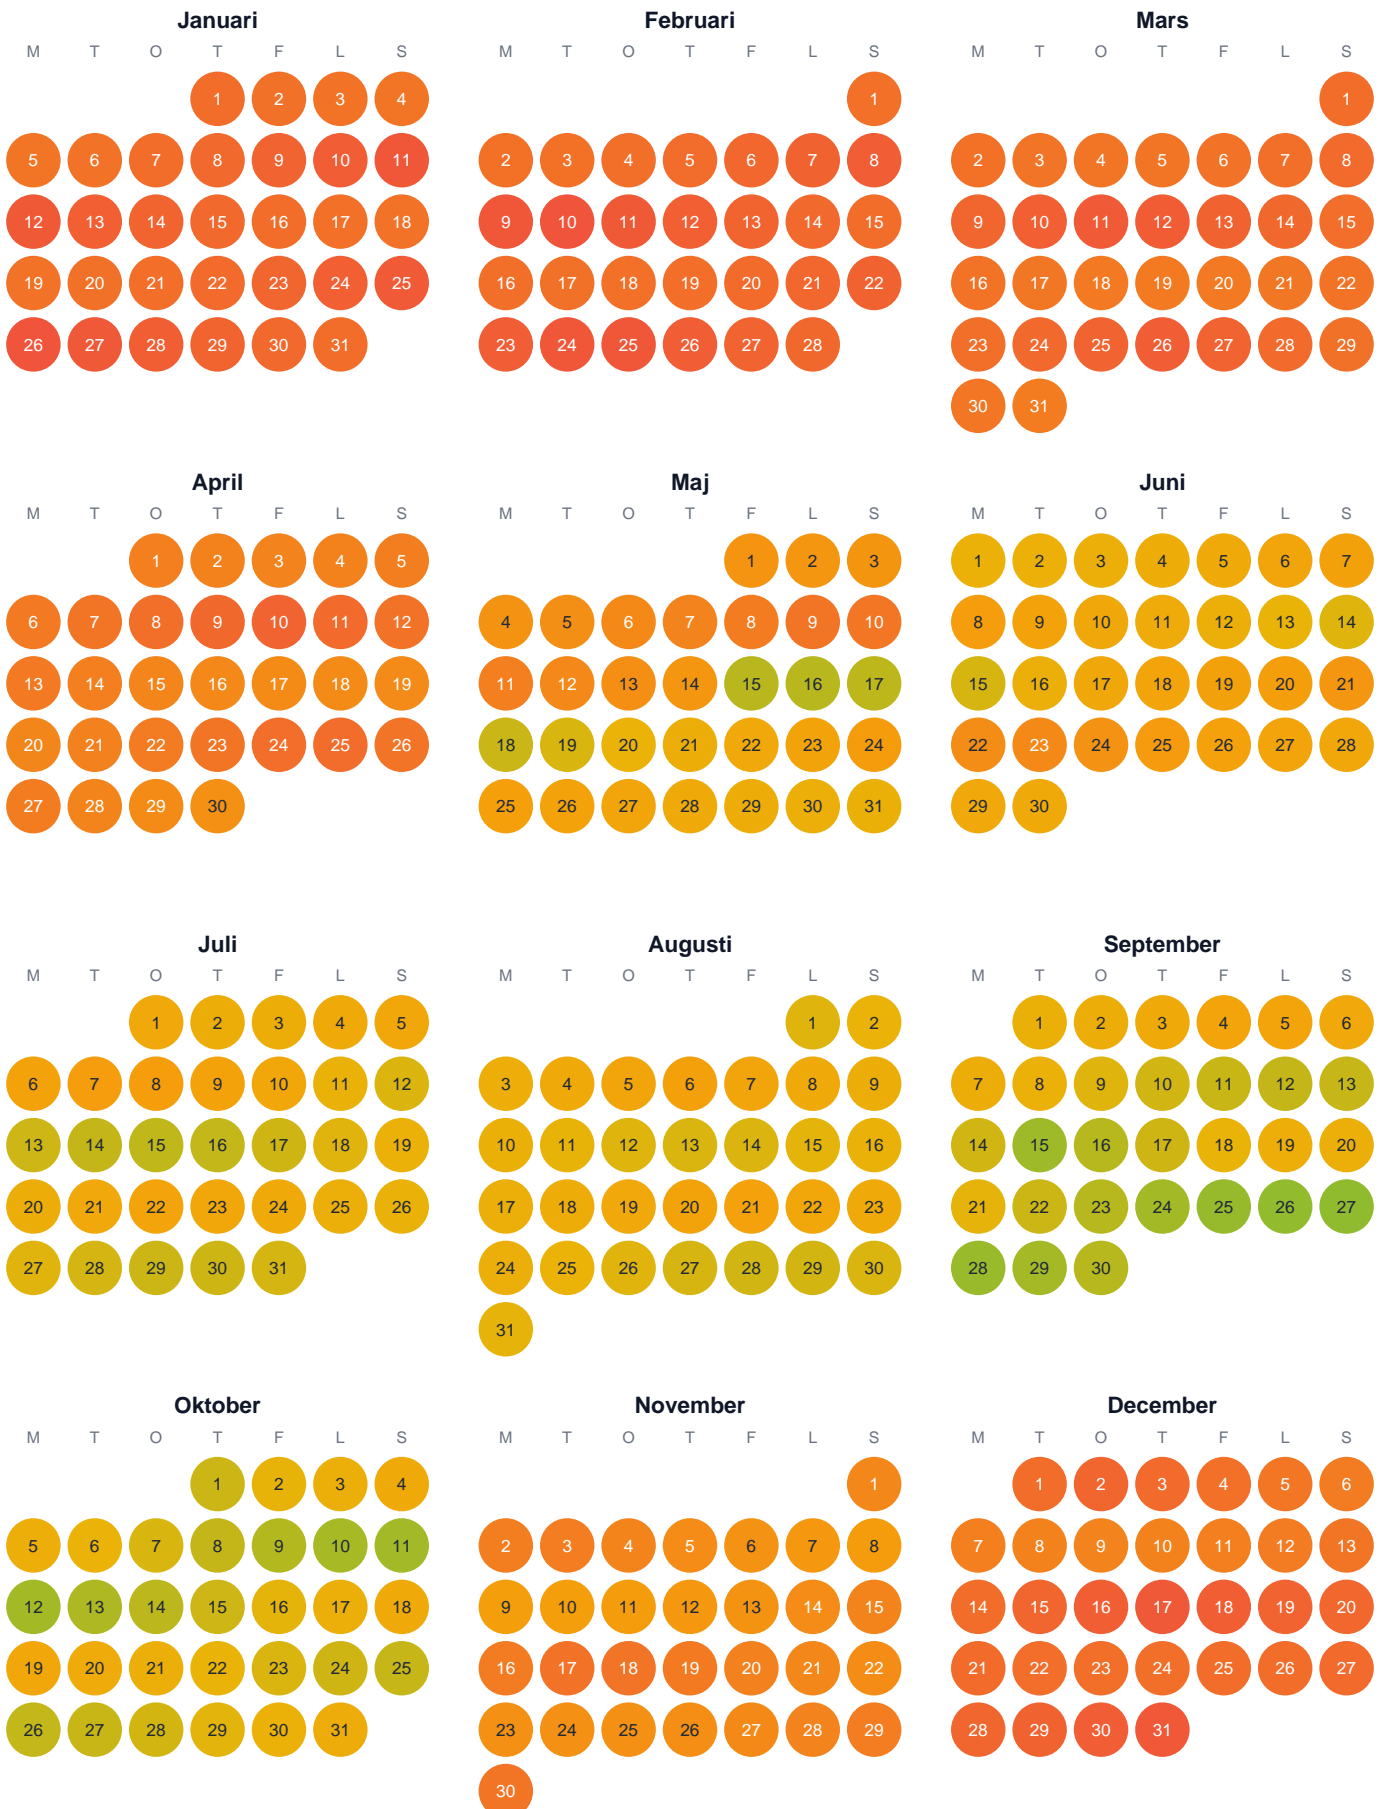 Januari Februari Mars
M T O T F L S M T O T F L S M T O T F L S
1 2 3 4 1 1
5 6 7 8 9 10 11 2 3 4 5 6 7 8 2 3 4 5 6 7 8
12 13 14 15 16 17 18 9 10 11 12 13 14 15 9 10 11 12 13 14 15
19 20 21 22 23 24 25 16 17 18 19 20 21 22 16 17 18 19 20 21 22
26 27 28 29 30 31 23 24 25 26 27 28 23 24 25 26 27 28 29
30 31
April Maj Juni
M T O T F L S M T O T F L S M T O T F L S
1 2 3 4 5 1 2 3 1 2 3 4 5 6 7
6 7 8 9 10 11 12 4 5 6 7 8 9 10 8 9 10 11 12 13 14
13 14 15 16 17 18 19 11 12 13 14 15 16 17 15 16 17 18 19 20 21
20 21 22 23 24 25 26 18 19 20 21 22 23 24 22 23 24 25 26 27 28
27 28 29 30 25 26 27 28 29 30 31 29 30
Juli Augusti September
M T O T F L S M T O T F L S M T O T F L S
1 2 3 4 5 1 2 1 2 3 4 5 6
6 7 8 9 10 11 12 3 4 5 6 7 8 9 7 8 9 10 11 12 13
13 14 15 16 17 18 19 10 11 12 13 14 15 16 14 15 16 17 18 19 20
20 21 22 23 24 25 26 17 18 19 20 21 22 23 21 22 23 24 25 26 27
27 28 29 30 31 24 25 26 27 28 29 30 28 29 30
31
Oktober November December
M T O T F L S M T O T F L S M T O T F L S
1 2 3 4 1 1 2 3 4 5 6
5 6 7 8 9 10 11 2 3 4 5 6 7 8 7 8 9 10 11 12 13
12 13 14 15 16 17 18 9 10 11 12 13 14 15 14 15 16 17 18 19 20
19 20 21 22 23 24 25 16 17 18 19 20 21 22 21 22 23 24 25 26 27
26 27 28 29 30 31 23 24 25 26 27 28 29 28 29 30 31
30